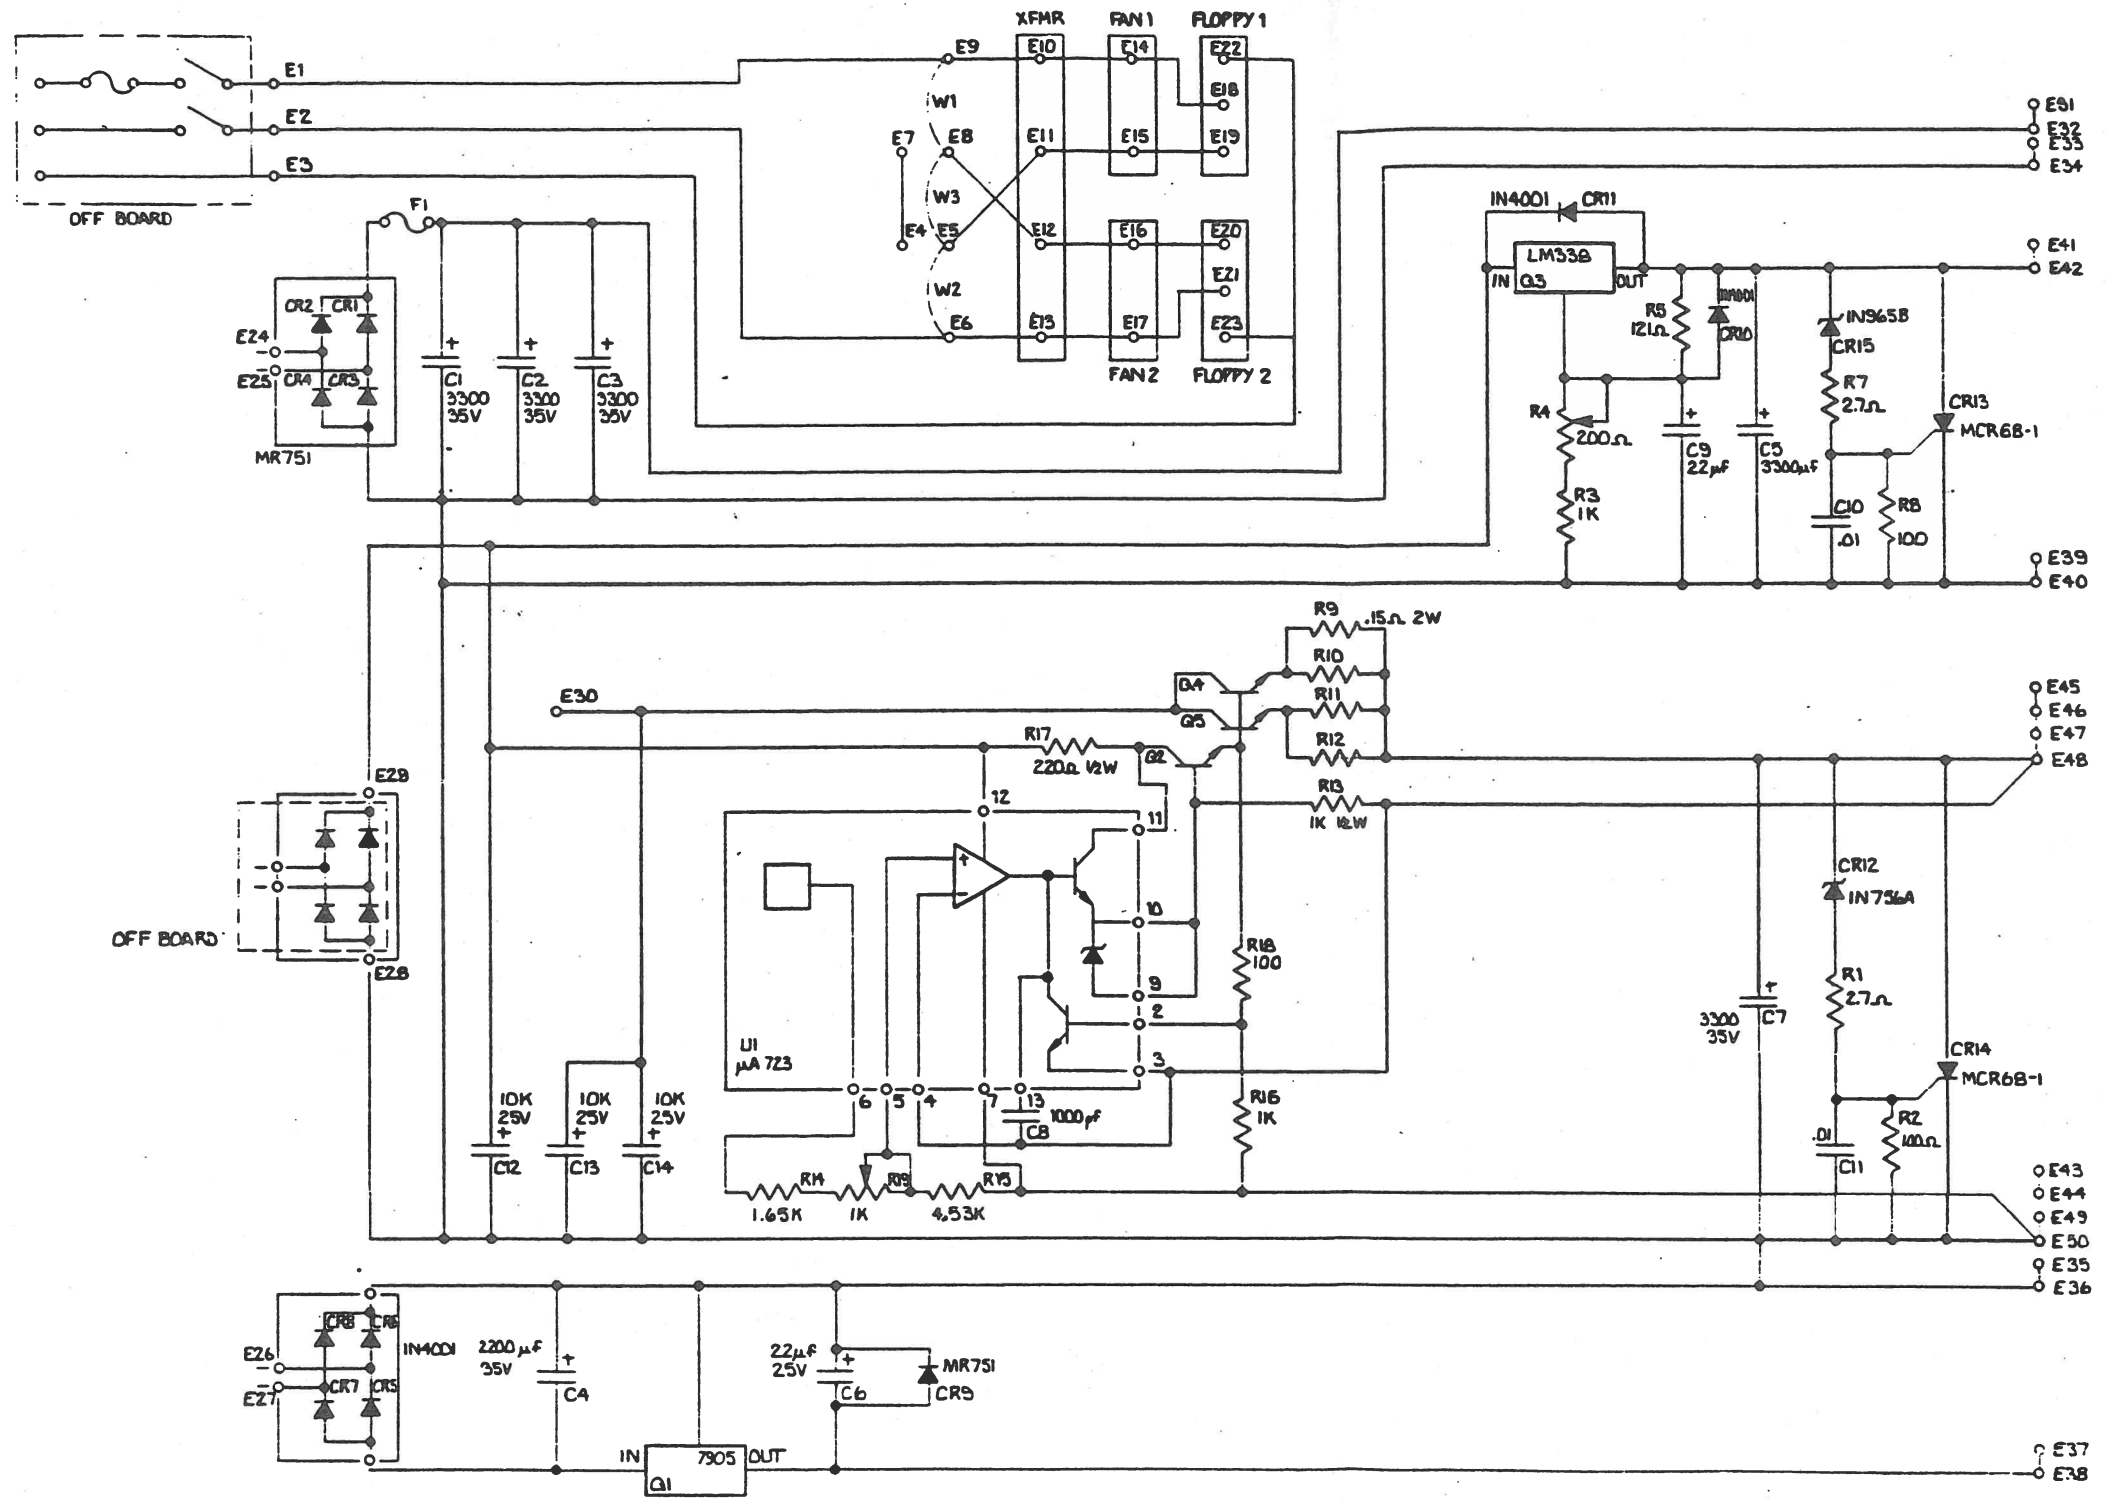 XFMR
FAN 1
FLOPPY 1
E1
E2
E3
OFF BOARD
E9
W1
E7
E8
W3
E4
E5
W2
E6
E10
E11
E12
E13
E14
E15
E16
E17
FAN 2
E22
E18
E19
E20
E21
E23
FLOPPY 2
E31
E32
E33
E34
F1
CR2
CR1
E24
E25
CR4
CR3
MR751
+
C1
3300
35V
+
C2
3300
35V
+
C3
3300
35V
1N4001
CR11
LM338
IN
Q3
OUT
E41
E42
R5
121Ω
1N4001
CR10
1N965B
CR15
R7
2.7Ω
R4
200Ω
+
C9
22µf
+
C5
3300µf
CR13
MCR68-1
R3
1K
C10
.01
R8
100
E39
E40
R9
.15Ω 2W
R10
R11
R12
Q4
Q5
Q2
E30
R17
220Ω 1/2W
R13
1K 1/2W
E45
E46
E47
E48
E29
OFF BOARD
E28
12
11
10
9
2
3
+
-
U1
µA 723
6
5
4
7
13
1000pf
C8
R18
100
R16
1K
CR12
1N756A
R1
2.7Ω
+
3300
35V
C7
CR14
MCR68-1
.01
C11
R2
100Ω
10K
25V
+
C12
10K
25V
+
C13
10K
25V
+
C14
R14
1.65K
R19
1K
R15
4.53K
E43
E44
E49
E50
E35
E36
CR8
CR6
E26
E27
CR7
CR5
1N4001
2200µf
35V
+
C4
22µf
25V
+
C6
MR751
CR9
IN
7905
OUT
Q1
E37
E38